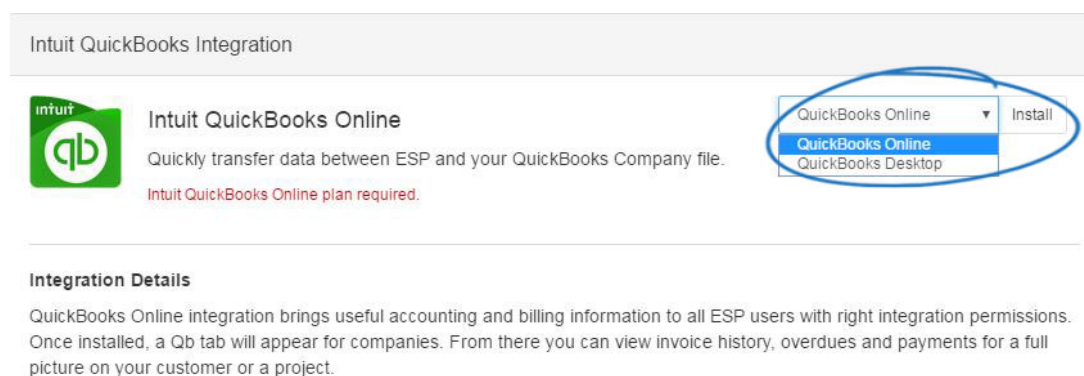 Intuit QuickBooks Integration
ıntuıt
qb
Intuit QuickBooks Online
Quickly transfer data between ESP and your QuickBooks Company file.
Intuit QuickBooks Online plan required.
QuickBooks Online Install
QuickBooks Online
QuickBooks Desktop
Integration Details
QuickBooks Online integration brings useful accounting and billing information to all ESP users with right integration permissions.
Once installed, a Qb tab will appear for companies. From there you can view invoice history, overdues and payments for a full
picture on your customer or a project.